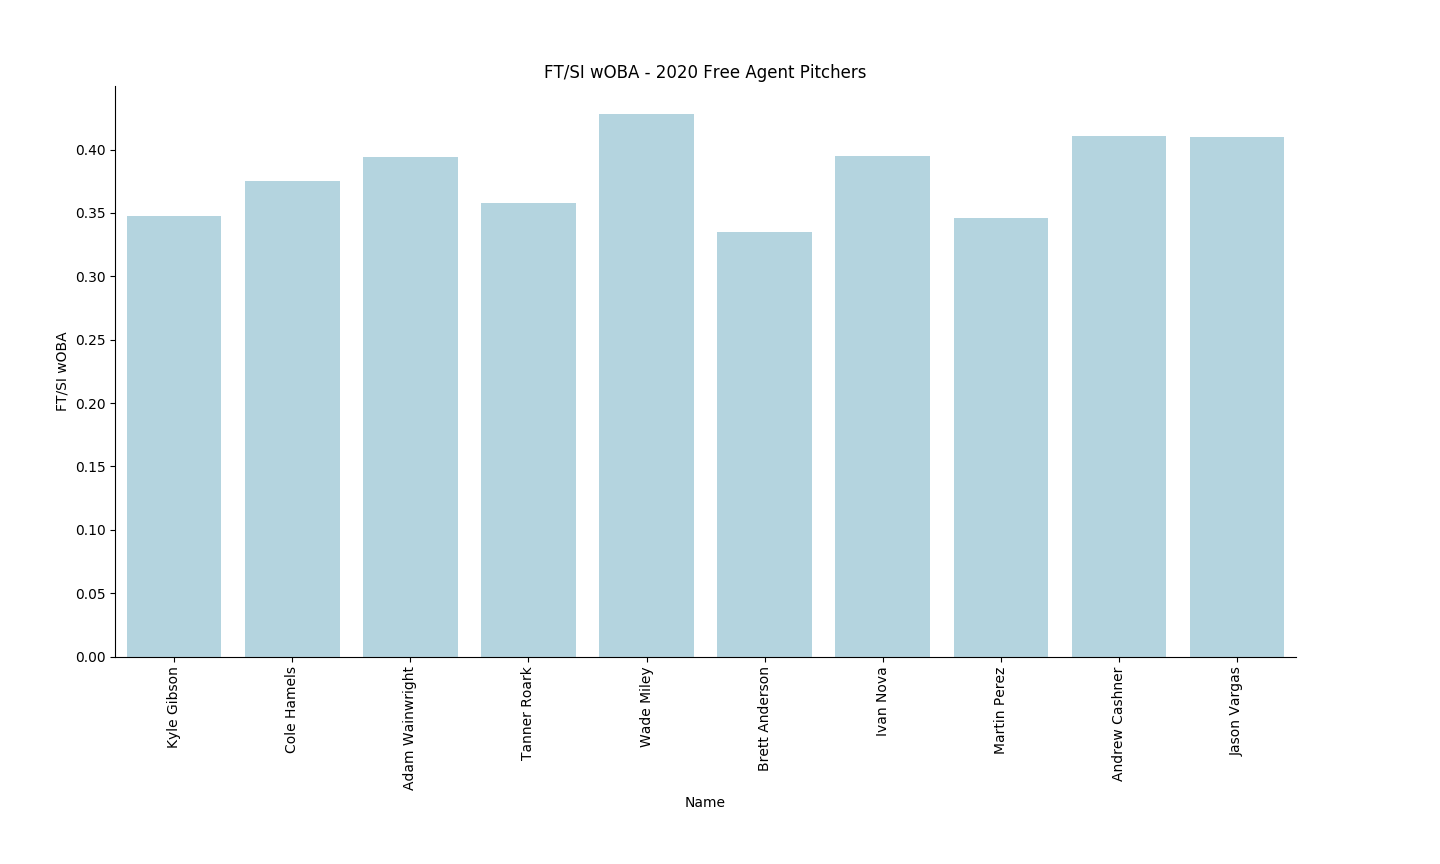 FT/SI wOBA - 2020 Free Agent Pitchers
FT/SI wOBA
0.40
0.35
0.30
0.25
0.20
0.15
0.10
0.05
0.00
Kyle Gibson
Cole Hamels
Adam Wainwright
Tanner Roark
Wade Miley
Brett Anderson
Ivan Nova
Martin Perez
Andrew Cashner
Jason Vargas
Name